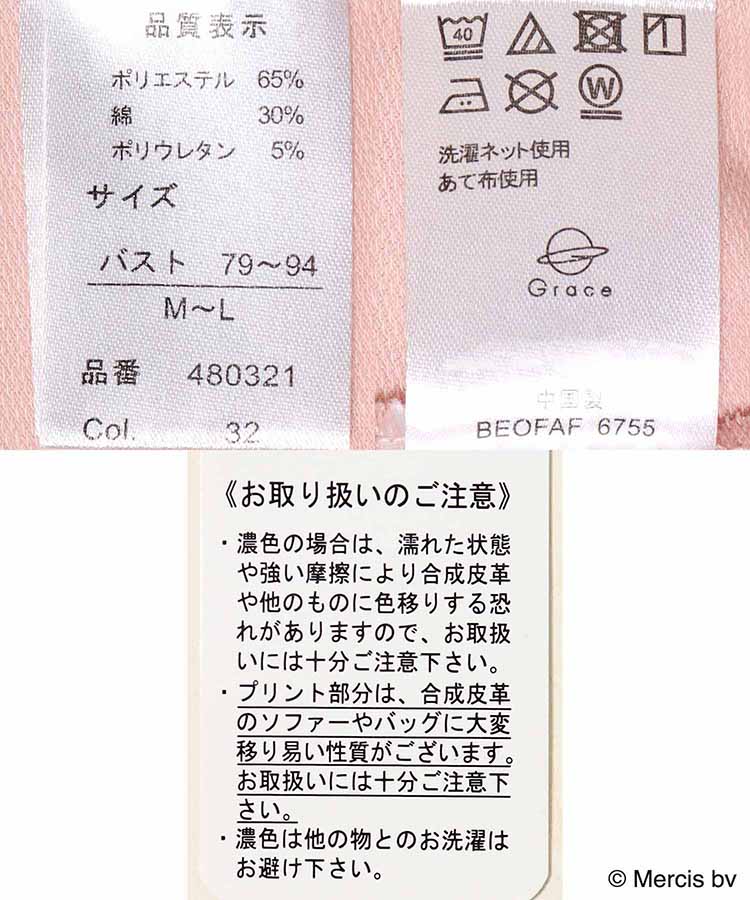 品質表示
ポリエステル 65%
綿 30%
ポリウレタン 5%
サイズ
バスト 79〜94
M〜L
品番 480321
Col. 32
40
W
洗濯ネット使用
あて布使用
Grace
中国製
BEOFAF 6755
《お取り扱いのご注意》
・濃色の場合は、濡れた状態
や強い摩擦により合成皮革
や他のものに色移りする恐
れがありますので、お取扱
いには十分ご注意下さい。
・プリント部分は、合成皮革
のソファーやバッグに大変
移り易い性質がございます。
お取扱いには十分ご注意下
さい。
・濃色は他の物とのお洗濯は
お避け下さい。
© Mercis bv